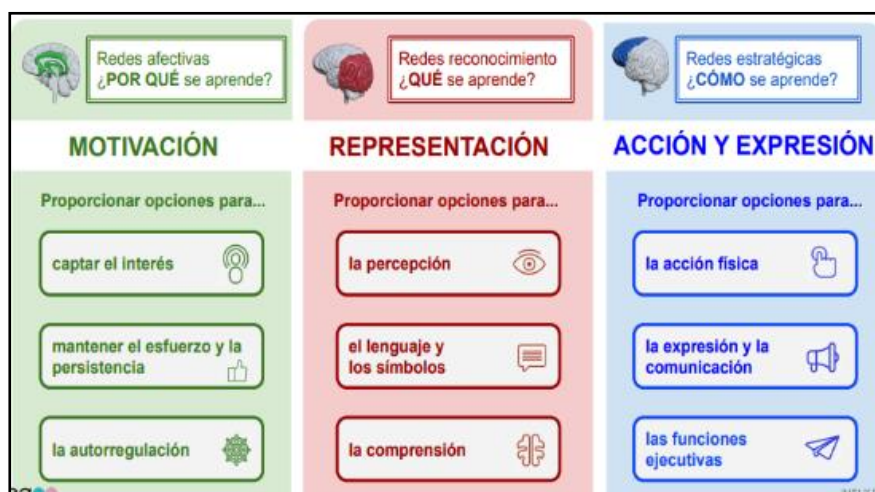 Redes afectivas
¿POR QUÉ se aprende?
MOTIVACIÓN
Proporcionar opciones para...
captar el interés
mantener el esfuerzo y la
persistencia
la autorregulación
Redes reconocimiento
¿QUÉ se aprende?
REPRESENTACIÓN
Proporcionar opciones para...
la percepción
el lenguaje y
los símbolos
la comprensión
Redes estratégicas
¿CÓMO se aprende?
ACCIÓN Y EXPRESIÓN
Proporcionar opciones para...
la acción física
la expresión y la
comunicación
las funciones
ejecutivas